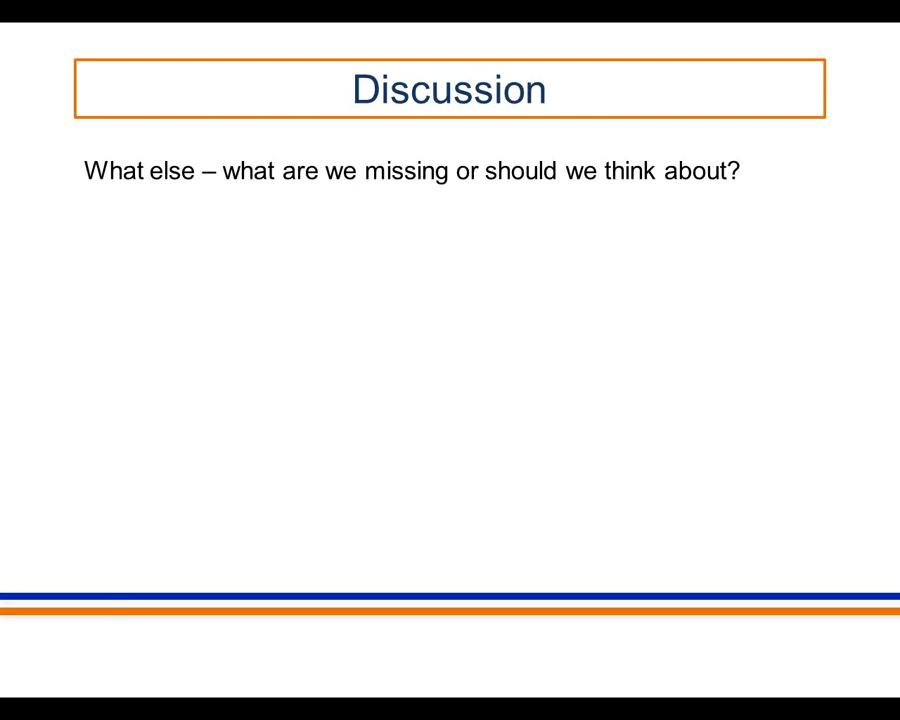 Discussion
What else – what are we missing or should we think about?